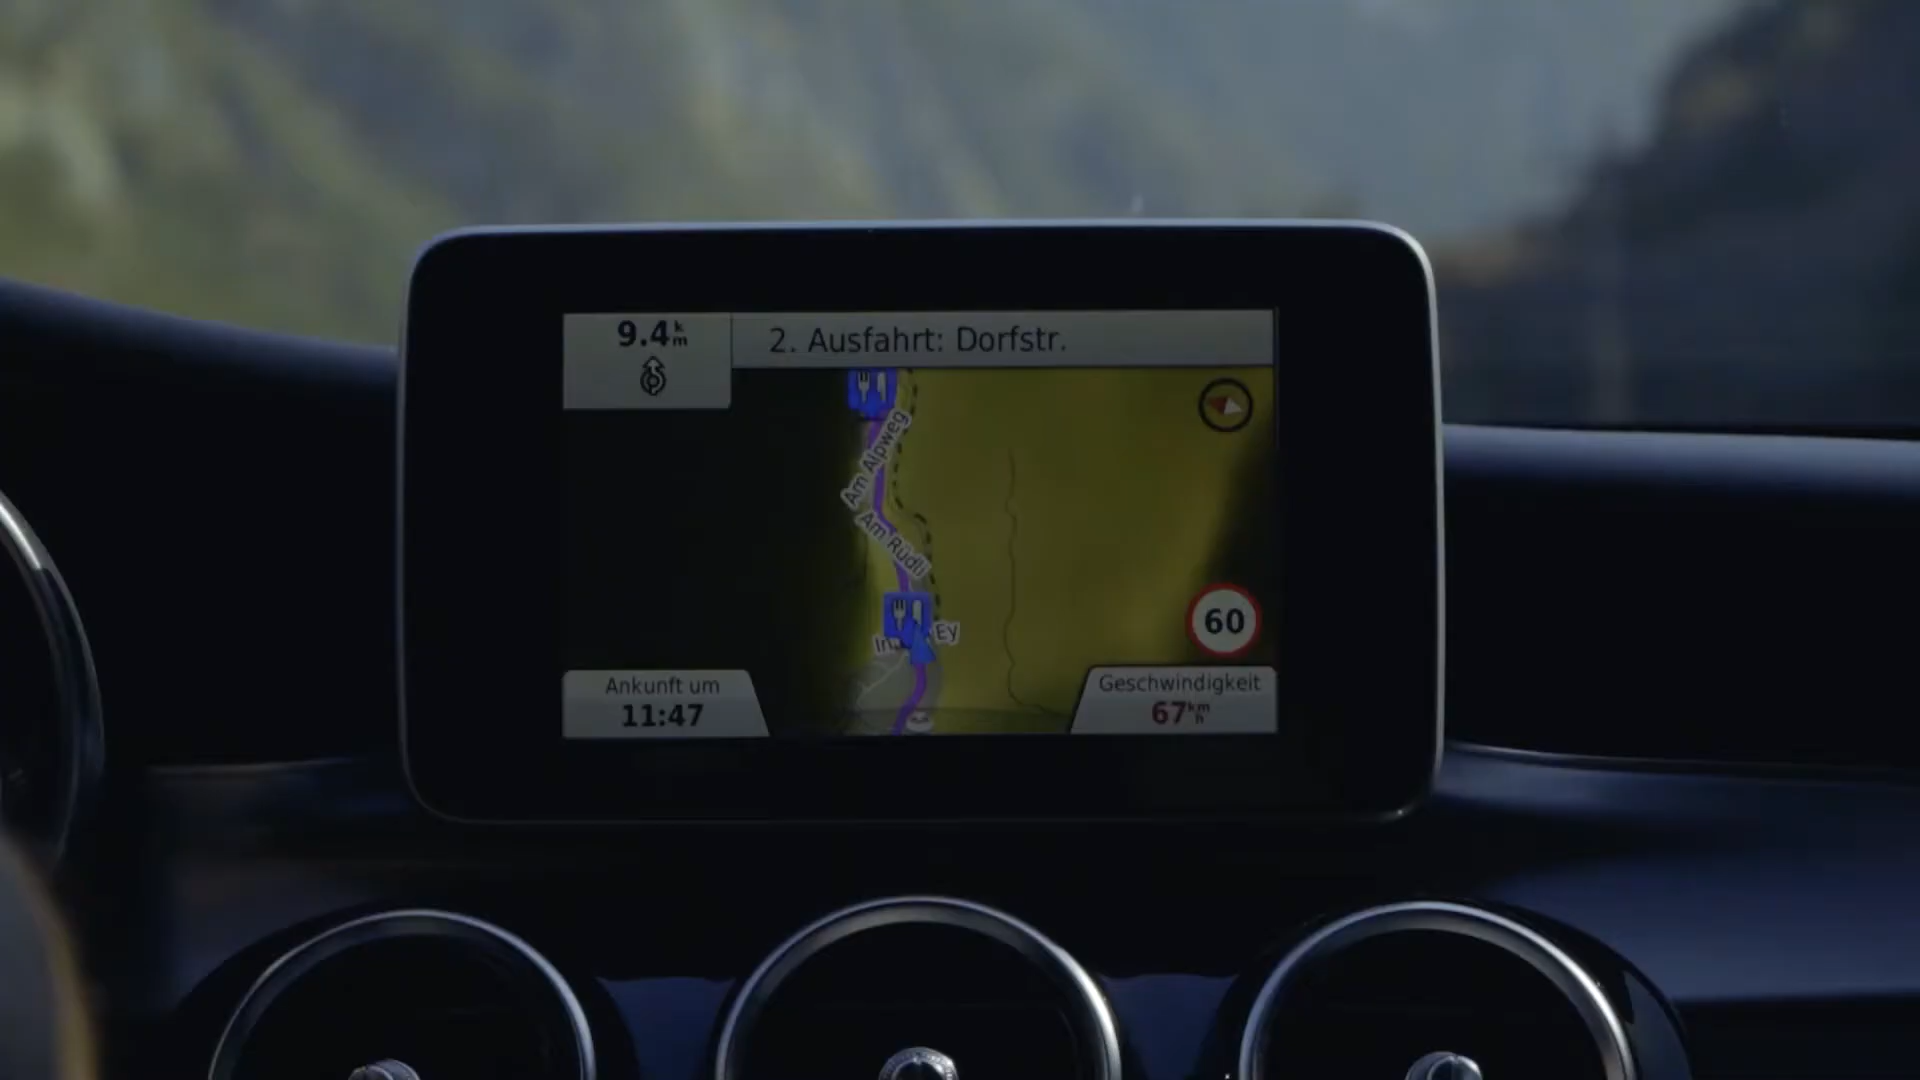 9.4 km
2. Ausfahrt: Dorfstr.
Am Alpweg
Am Rüdli
In Ey
60
Ankunft um
11:47
Geschwindigkeit
67 km/h